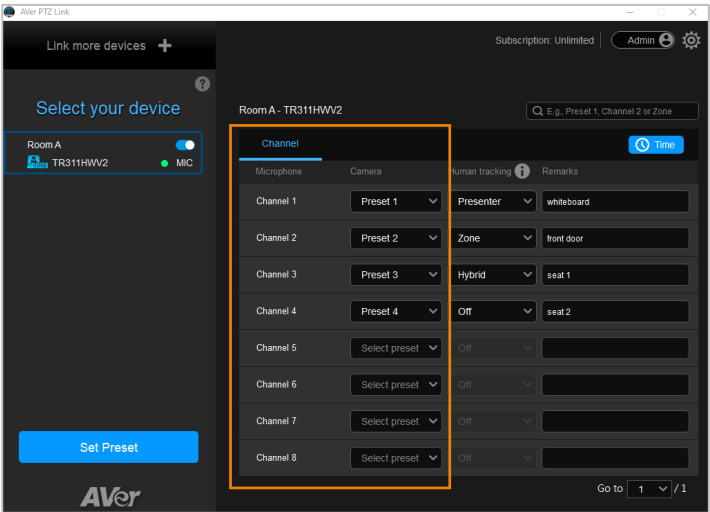 AVer PTZ Link
Link more devices +
Subscription: Unlimited
Admin
?
Select your device
Room A
TR311HWV2
MIC
Room A - TR311HWV2
E.g., Preset 1, Channel 2 or Zone
Channel
Time
Microphone Camera Human tracking i Remarks
Channel 1 Preset 1 Presenter whiteboard
Channel 2 Preset 2 Zone front door
Channel 3 Preset 3 Hybrid seat 1
Channel 4 Preset 4 Off seat 2
Channel 5 Select preset Off
Channel 6 Select preset Off
Channel 7 Select preset Off
Channel 8 Select preset Off
Set Preset
Go to 1 / 1
AVer